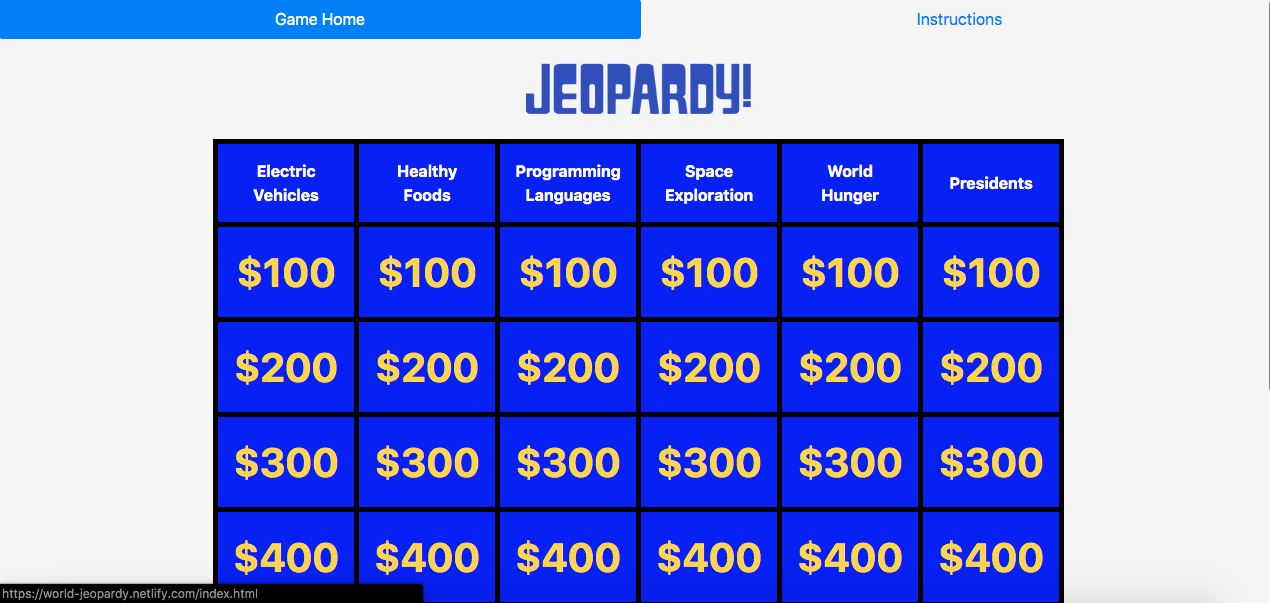 Game Home
Instructions
JEOPARDY!
Electric
Vehicles
Healthy
Foods
Programming
Languages
Space
Exploration
World
Hunger
Presidents
$100 $100 $100 $100 $100 $100
$200 $200 $200 $200 $200 $200
$300 $300 $300 $300 $300 $300
$400 $400 $400 $400 $400 $400
https://world-jeopardy.netlify.com/index.html